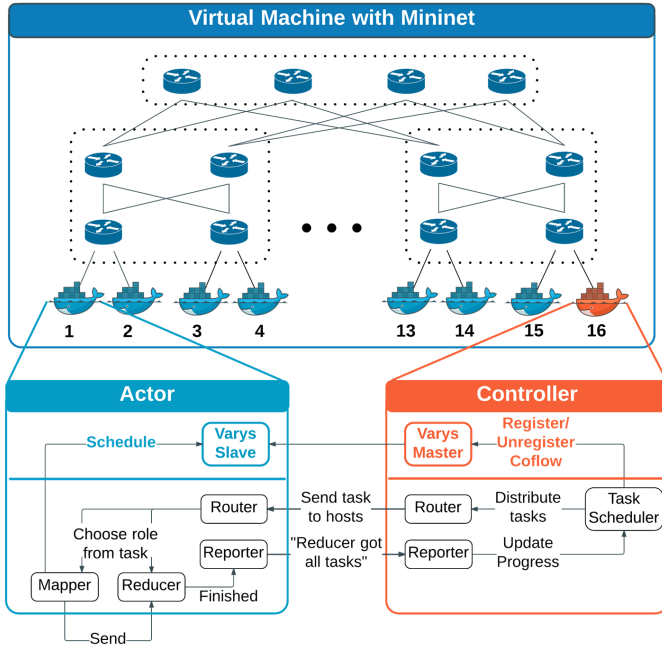 Virtual Machine with Mininet
1 2 3 4 13 14 15 16
Actor
Controller
Schedule
Varys
Slave
Varys
Master
Register/
Unregister
Coflow
Router
Send task
to hosts
Router
Distribute
tasks
Task
Scheduler
Choose role
from task
Reporter
"Reducer got
all tasks"
Reporter
Update
Progress
Mapper
Reducer
Finished
Send